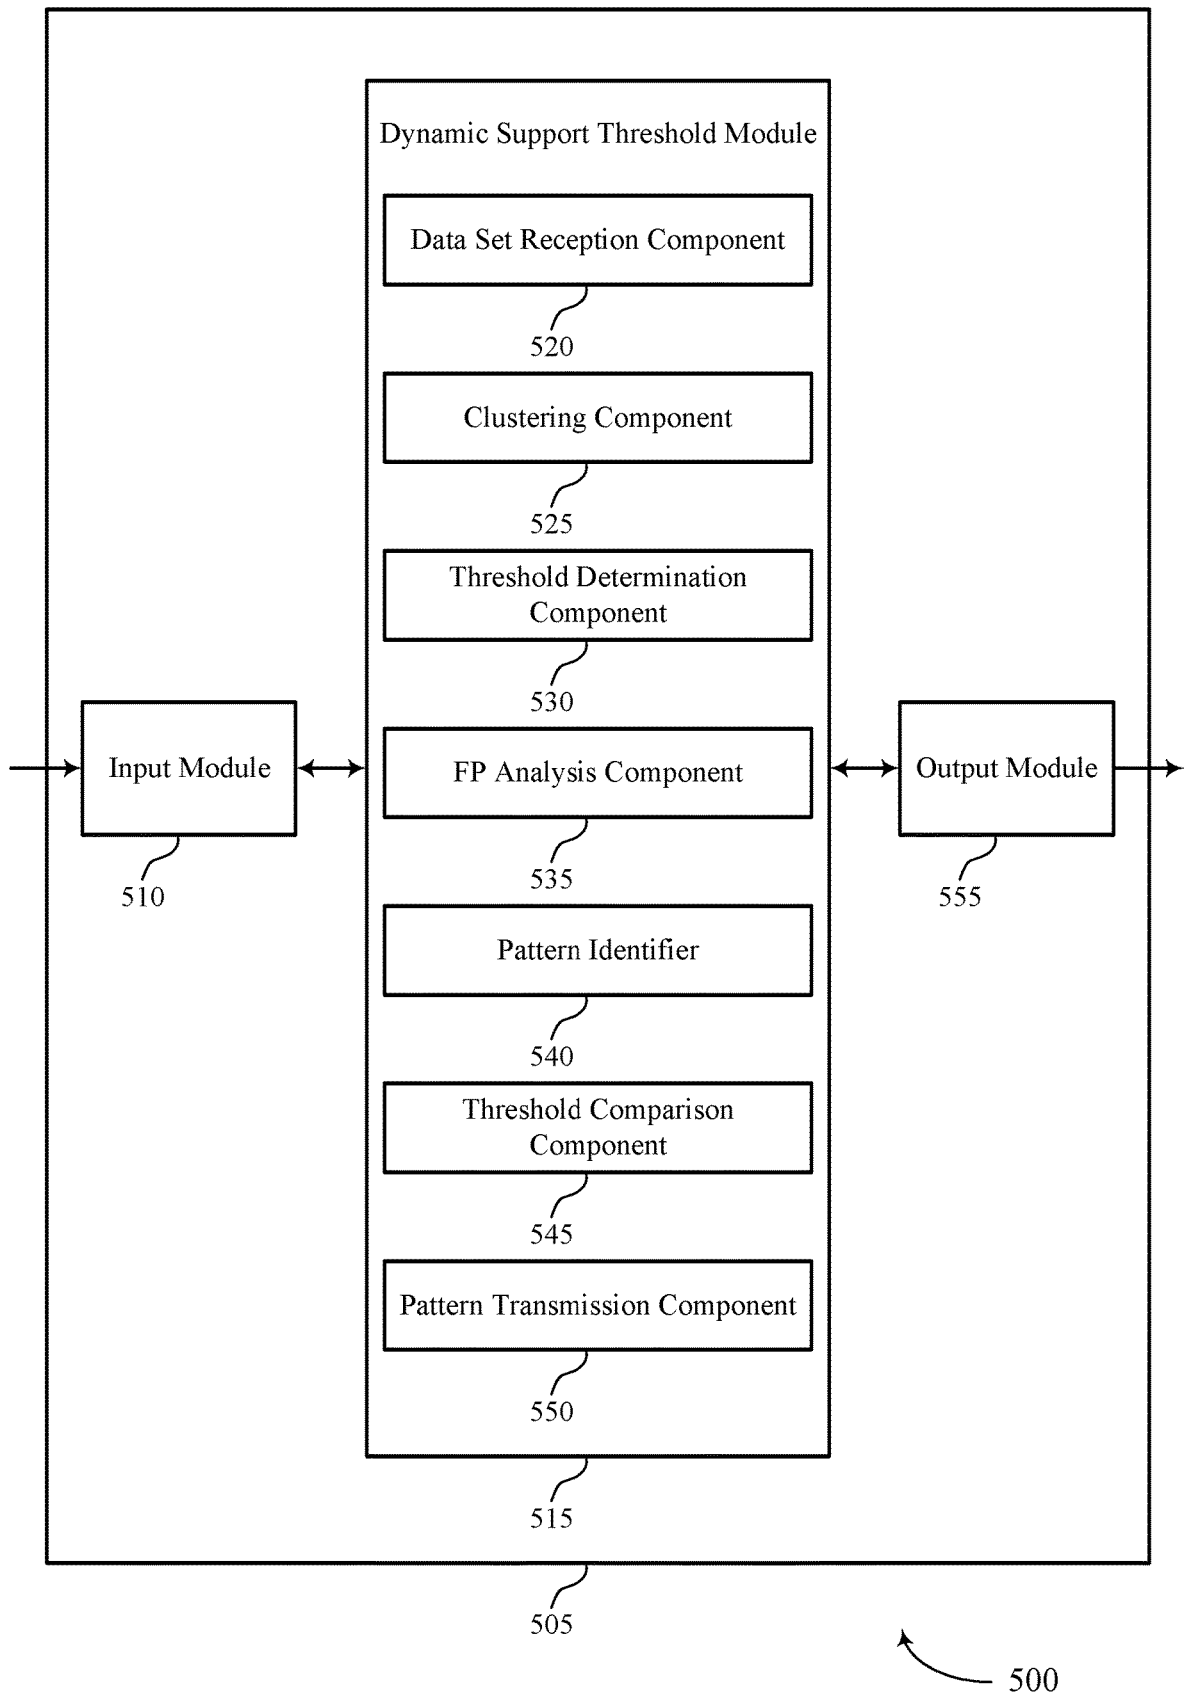 Dynamic Support Threshold Module
Data Set Reception Component
520
Clustering Component
525
Threshold Determination
Component
530
Input Module
510
FP Analysis Component
535
Output Module
555
Pattern Identifier
540
Threshold Comparison
Component
545
Pattern Transmission Component
550
515
505
500